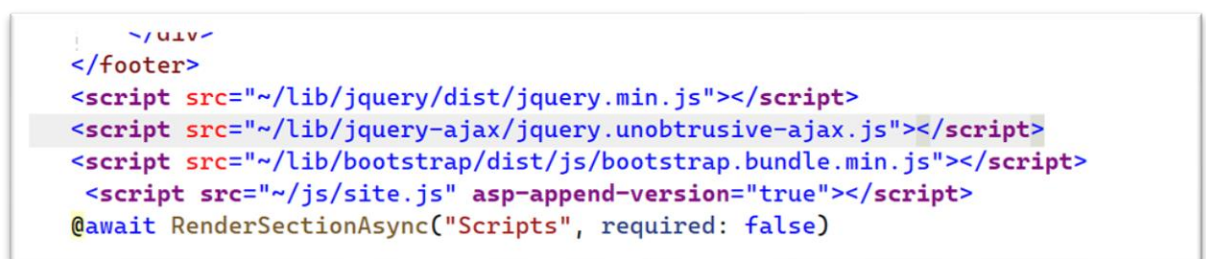 </div>
</footer>
<script src="~/lib/jquery/dist/jquery.min.js"></script>
<script src="~/lib/jquery-ajax/jquery.unobtrusive-ajax.js"></script>
<script src="~/lib/bootstrap/dist/js/bootstrap.bundle.min.js"></script>
<script src="~/js/site.js" asp-append-version="true"></script>
@await RenderSectionAsync("Scripts", required: false)